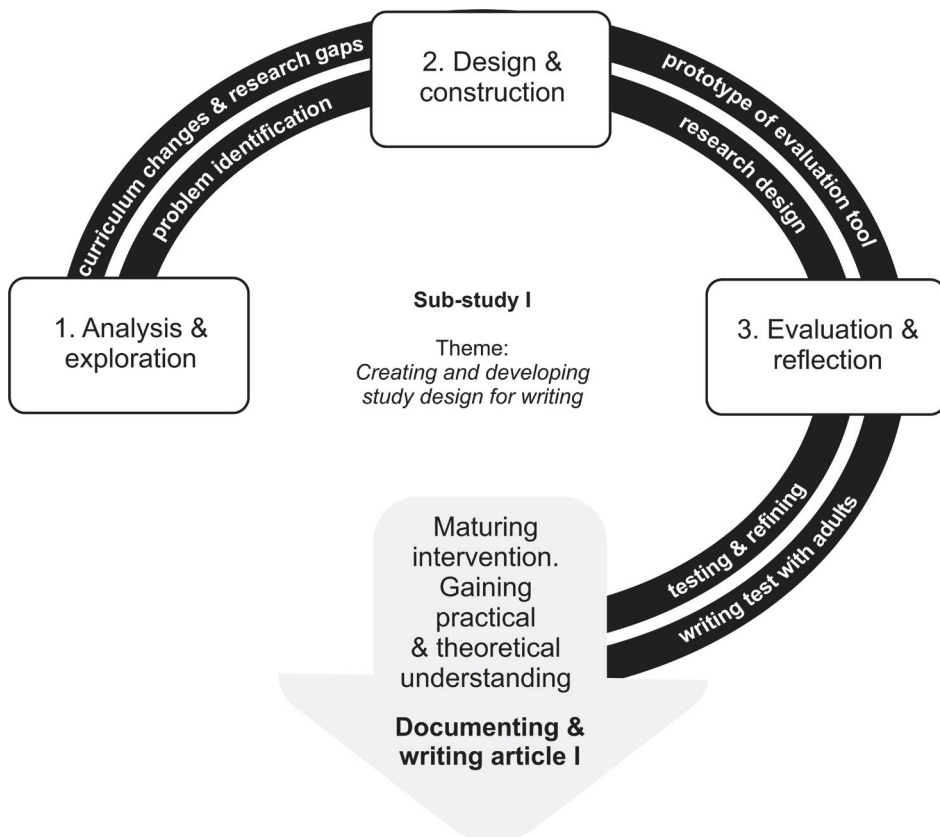 curriculum changes & research gaps
problem identification
2. Design &
construction
prototype of evaluation tool
research design
1. Analysis &
exploration
Sub-study I
Theme:
Creating and developing
study design for writing
3. Evaluation &
reflection
testing & refining
writing test with adults
Maturing
intervention.
Gaining
practical
& theoretical
understanding
Documenting &
writing article I